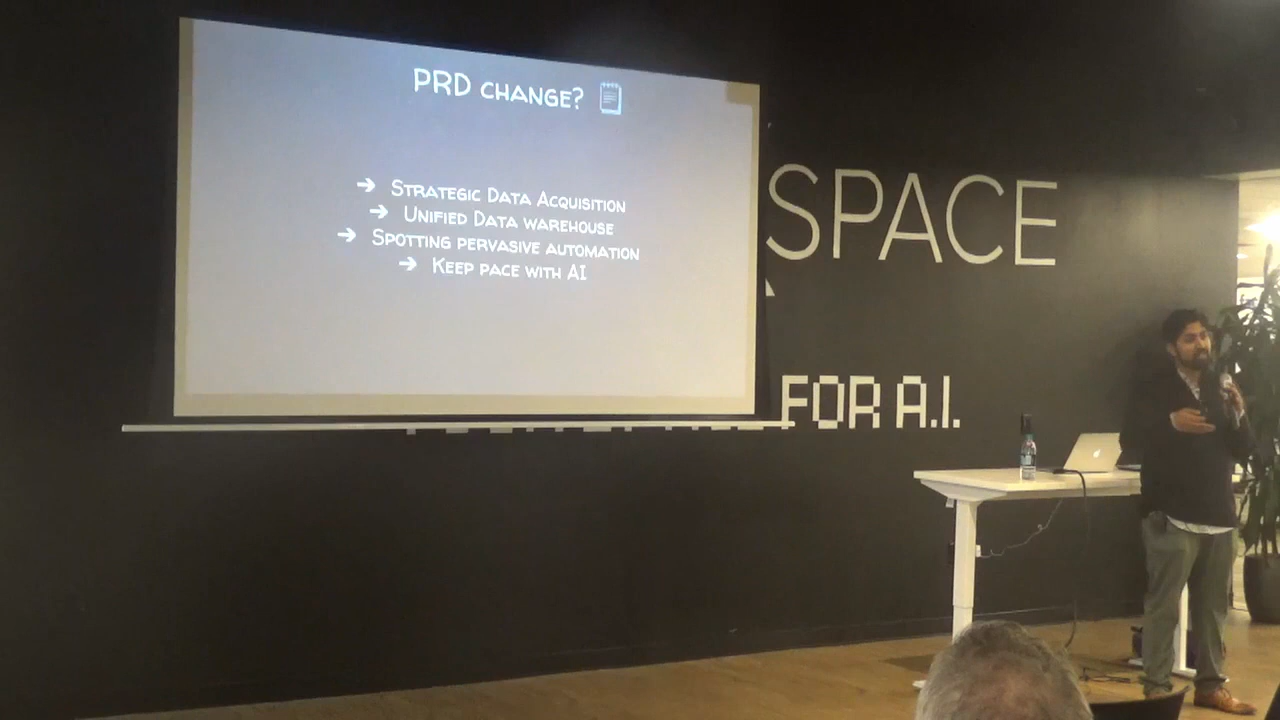 PRD CHANGE?
➔ STRATEGIC DATA ACQUISITION
➔ UNIFIED DATA WAREHOUSE
➔ SPOTTING PERVASIVE AUTOMATION
➔ KEEP PACE WITH AI
SPACE
FOR A.I.